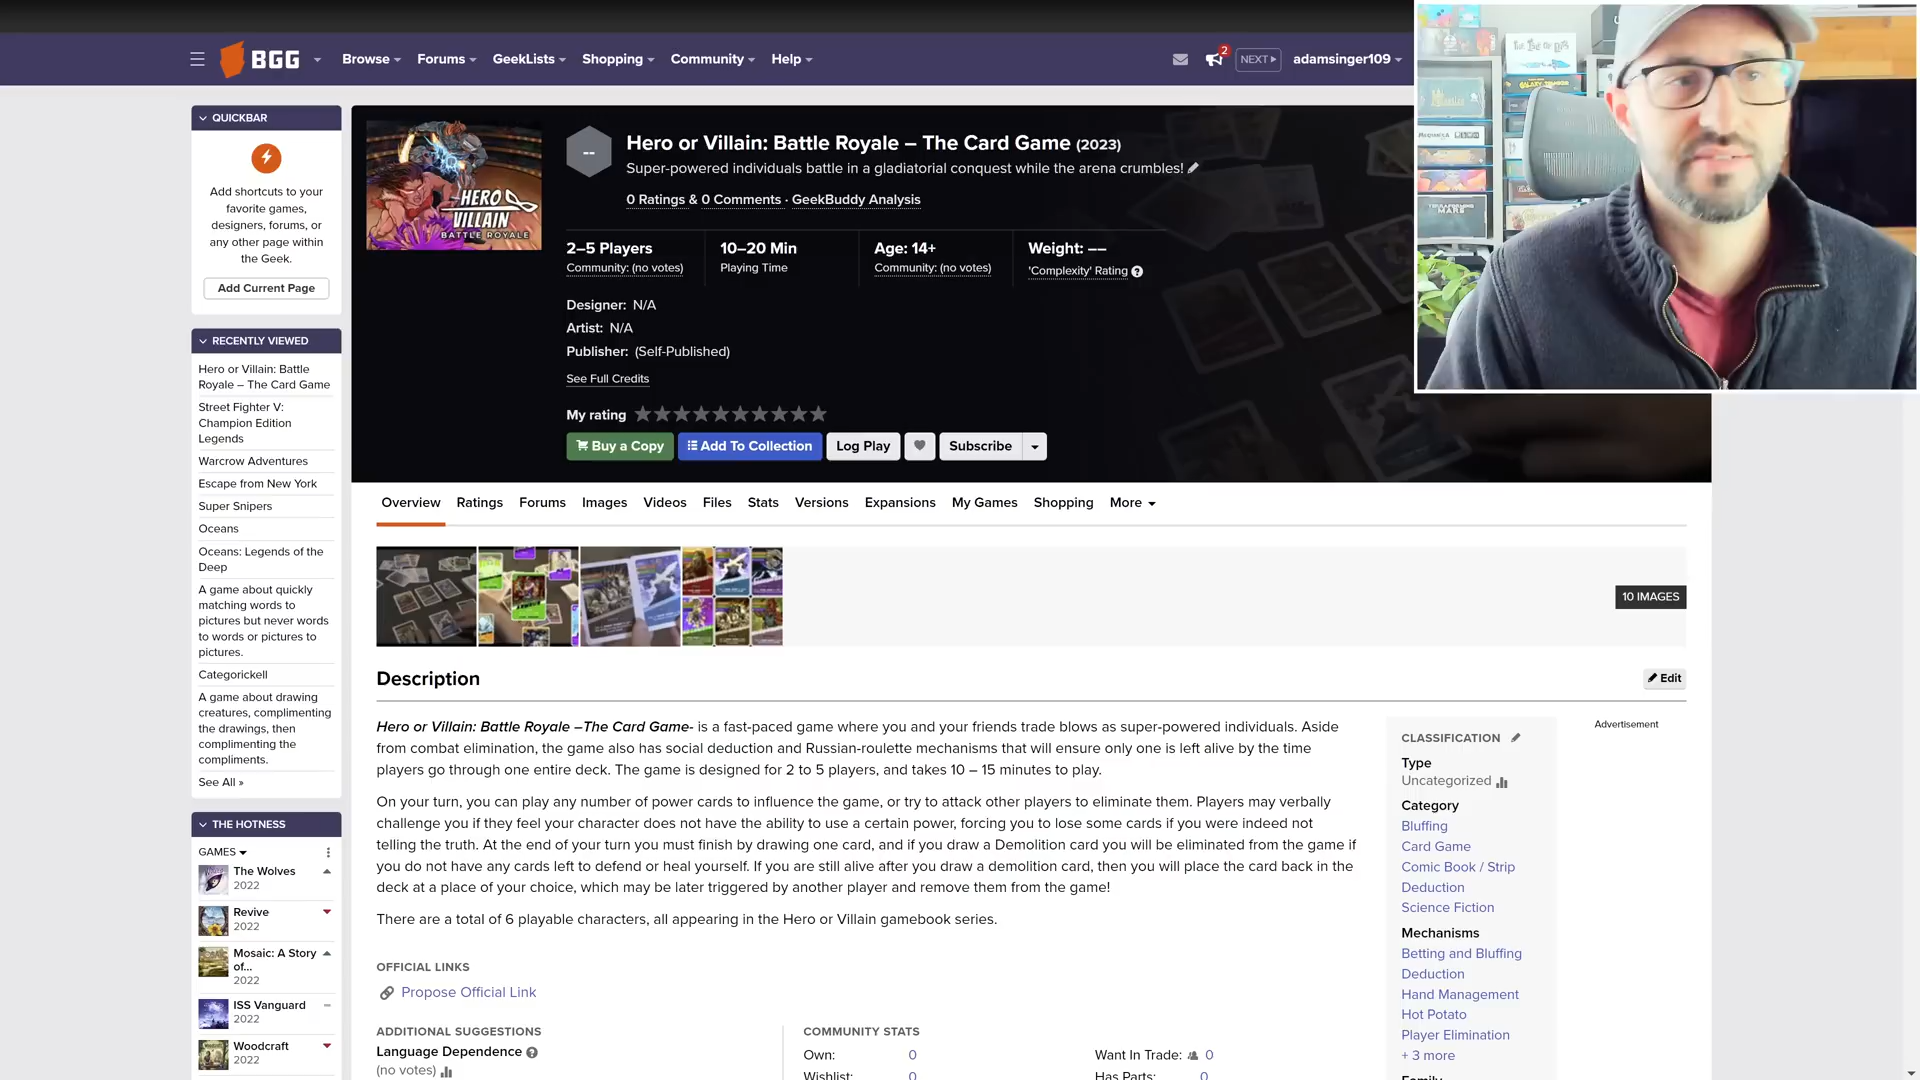 BGG
Browse
Forums
GeekLists
Shopping
Community
Help
2
NEXT
adamsinger109
QUICKBAR
Add shortcuts to your
favorite games,
designers, forums, or
any other page within
the Geek.
Add Current Page
RECENTLY VIEWED
Hero or Villain: Battle
Royale – The Card Game
Street Fighter V:
Champion Edition
Legends
Warcrow Adventures
Escape from New York
Super Snipers
Oceans
Oceans: Legends of the
Deep
A game about quickly
matching words to
pictures but never words
to words or pictures to
pictures.
Categorickell
A game about drawing
creatures, complimenting
the drawings, then
complimenting the
compliments.
See All »
THE HOTNESS
GAMES
The Wolves
2022
Revive
2022
Mosaic: A Story
of...
2022
ISS Vanguard
2022
Woodcraft
2022
HERO
VILLAIN
BATTLE ROYALE
--
Hero or Villain: Battle Royale – The Card Game (2023)
Super-powered individuals battle in a gladiatorial conquest while the arena crumbles!
0 Ratings & 0 Comments · GeekBuddy Analysis
2–5 Players
Community: (no votes)
10–20 Min
Playing Time
Age: 14+
Community: (no votes)
Weight: ––
'Complexity' Rating
Designer: N/A
Artist: N/A
Publisher: (Self-Published)
See Full Credits
My rating
Buy a Copy
Add To Collection
Log Play
Subscribe
Overview
Ratings
Forums
Images
Videos
Files
Stats
Versions
Expansions
My Games
Shopping
More
10 IMAGES
Description
Edit
Hero or Villain: Battle Royale –The Card Game- is a fast-paced game where you and your friends trade blows as super-powered individuals. Aside
from combat elimination, the game also has social deduction and Russian-roulette mechanisms that will ensure only one is left alive by the time
players go through one entire deck. The game is designed for 2 to 5 players, and takes 10 – 15 minutes to play.
On your turn, you can play any number of power cards to influence the game, or try to attack other players to eliminate them. Players may verbally
challenge you if they feel your character does not have the ability to use a certain power, forcing you to lose some cards if you were indeed not
telling the truth. At the end of your turn you must finish by drawing one card, and if you draw a Demolition card you will be eliminated from the game if
you do not have any cards left to defend or heal yourself. If you are still alive after you draw a demolition card, then you will place the card back in the
deck at a place of your choice, which may be later triggered by another player and remove them from the game!
There are a total of 6 playable characters, all appearing in the Hero or Villain gamebook series.
OFFICIAL LINKS
Propose Official Link
ADDITIONAL SUGGESTIONS
Language Dependence
(no votes)
COMMUNITY STATS
Own: 0
Wishlist: 0
Want In Trade: 0
Has Parts: 0
CLASSIFICATION
Type
Uncategorized
Category
Bluffing
Card Game
Comic Book / Strip
Deduction
Science Fiction
Mechanisms
Betting and Bluffing
Deduction
Hand Management
Hot Potato
Player Elimination
+ 3 more
Family
Advertisement
TERRAFORMING
MARS